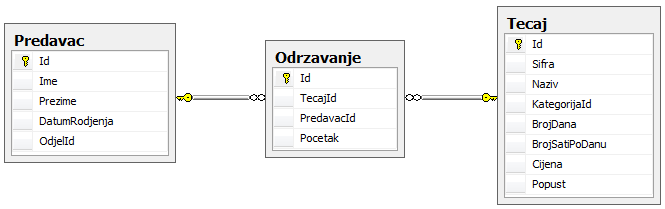 Predavac
Id
Ime
Prezime
DatumRodjenja
OdjelId
Odrzavanje
Id
TecajId
PredavacId
Pocetak
Tecaj
Id
Sifra
Naziv
KategorijaId
BrojDana
BrojSatiPoDanu
Cijena
Popust